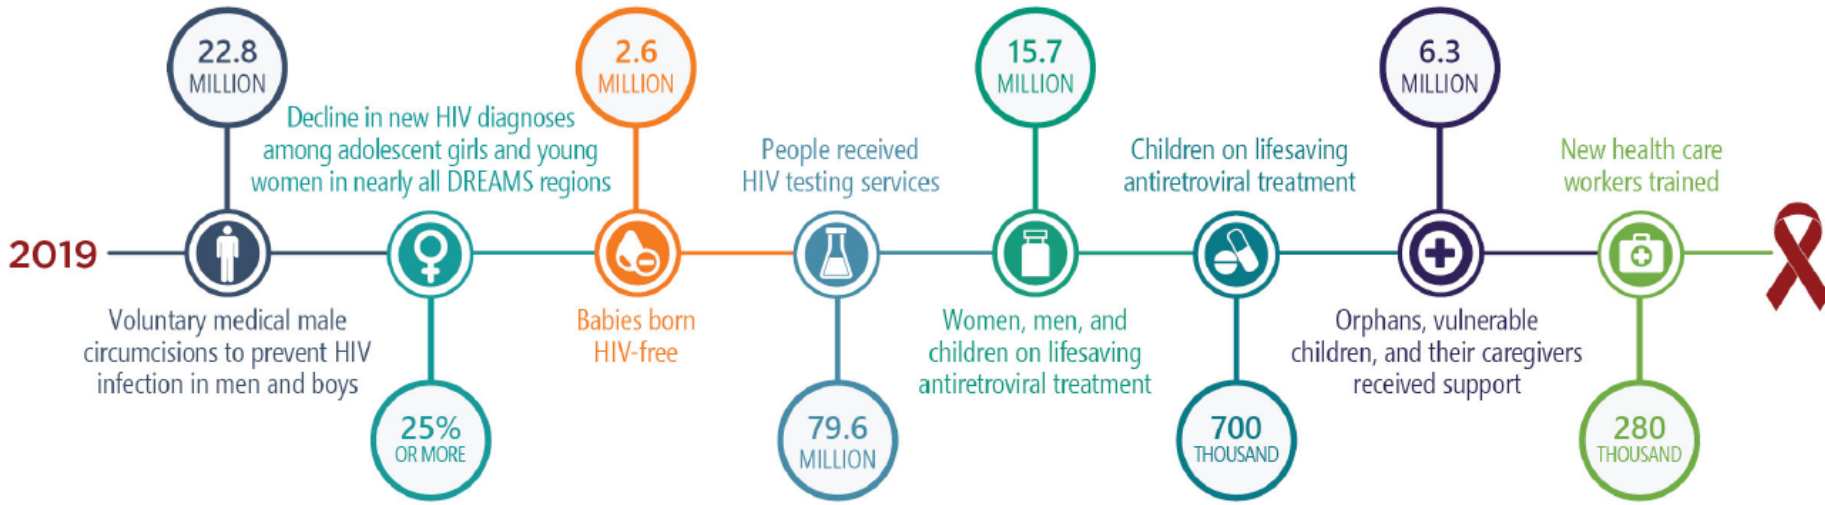 2019
22.8
MILLION
Voluntary medical male
circumcisions to prevent HIV
infection in men and boys
Decline in new HIV diagnoses
among adolescent girls and young
women in nearly all DREAMS regions
25%
OR MORE
2.6
MILLION
Babies born
HIV-free
People received
HIV testing services
79.6
MILLION
15.7
MILLION
Women, men, and
children on lifesaving
antiretroviral treatment
Children on lifesaving
antiretroviral treatment
700
THOUSAND
6.3
MILLION
Orphans, vulnerable
children, and their caregivers
received support
New health care
workers trained
280
THOUSAND